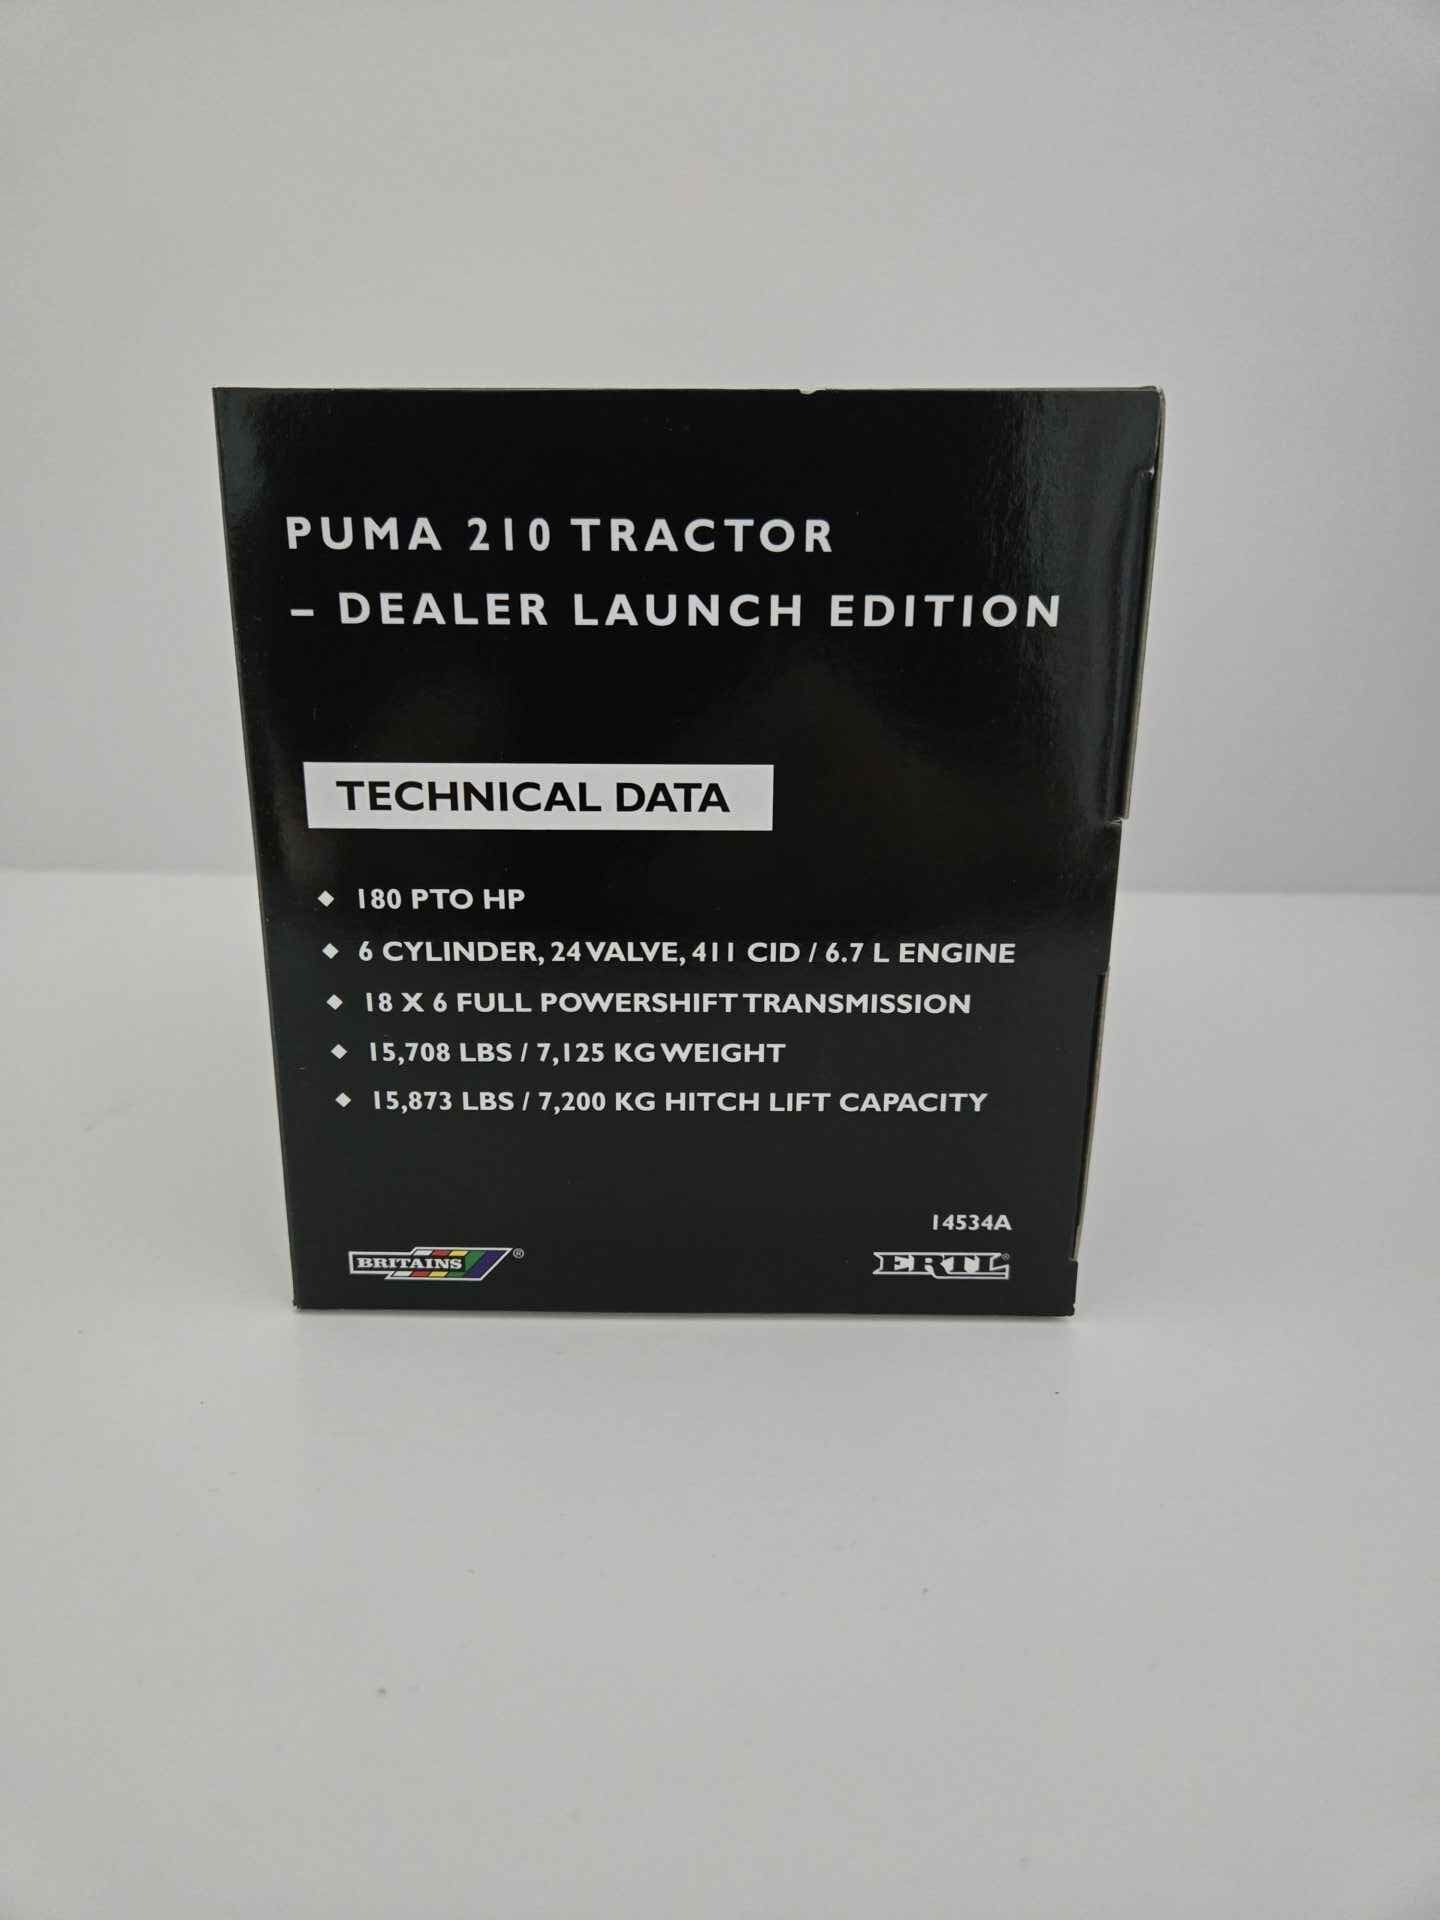 PUMA 210 TRACTOR
– DEALER LAUNCH EDITION
TECHNICAL DATA
◆ 180 PTO HP
◆ 6 CYLINDER, 24 VALVE, 411 CID / 6.7 L ENGINE
◆ 18 X 6 FULL POWERSHIFT TRANSMISSION
◆ 15,708 LBS / 7,125 KG WEIGHT
◆ 15,873 LBS / 7,200 KG HITCH LIFT CAPACITY
14534A
BRITAINS ®
ERTL ®